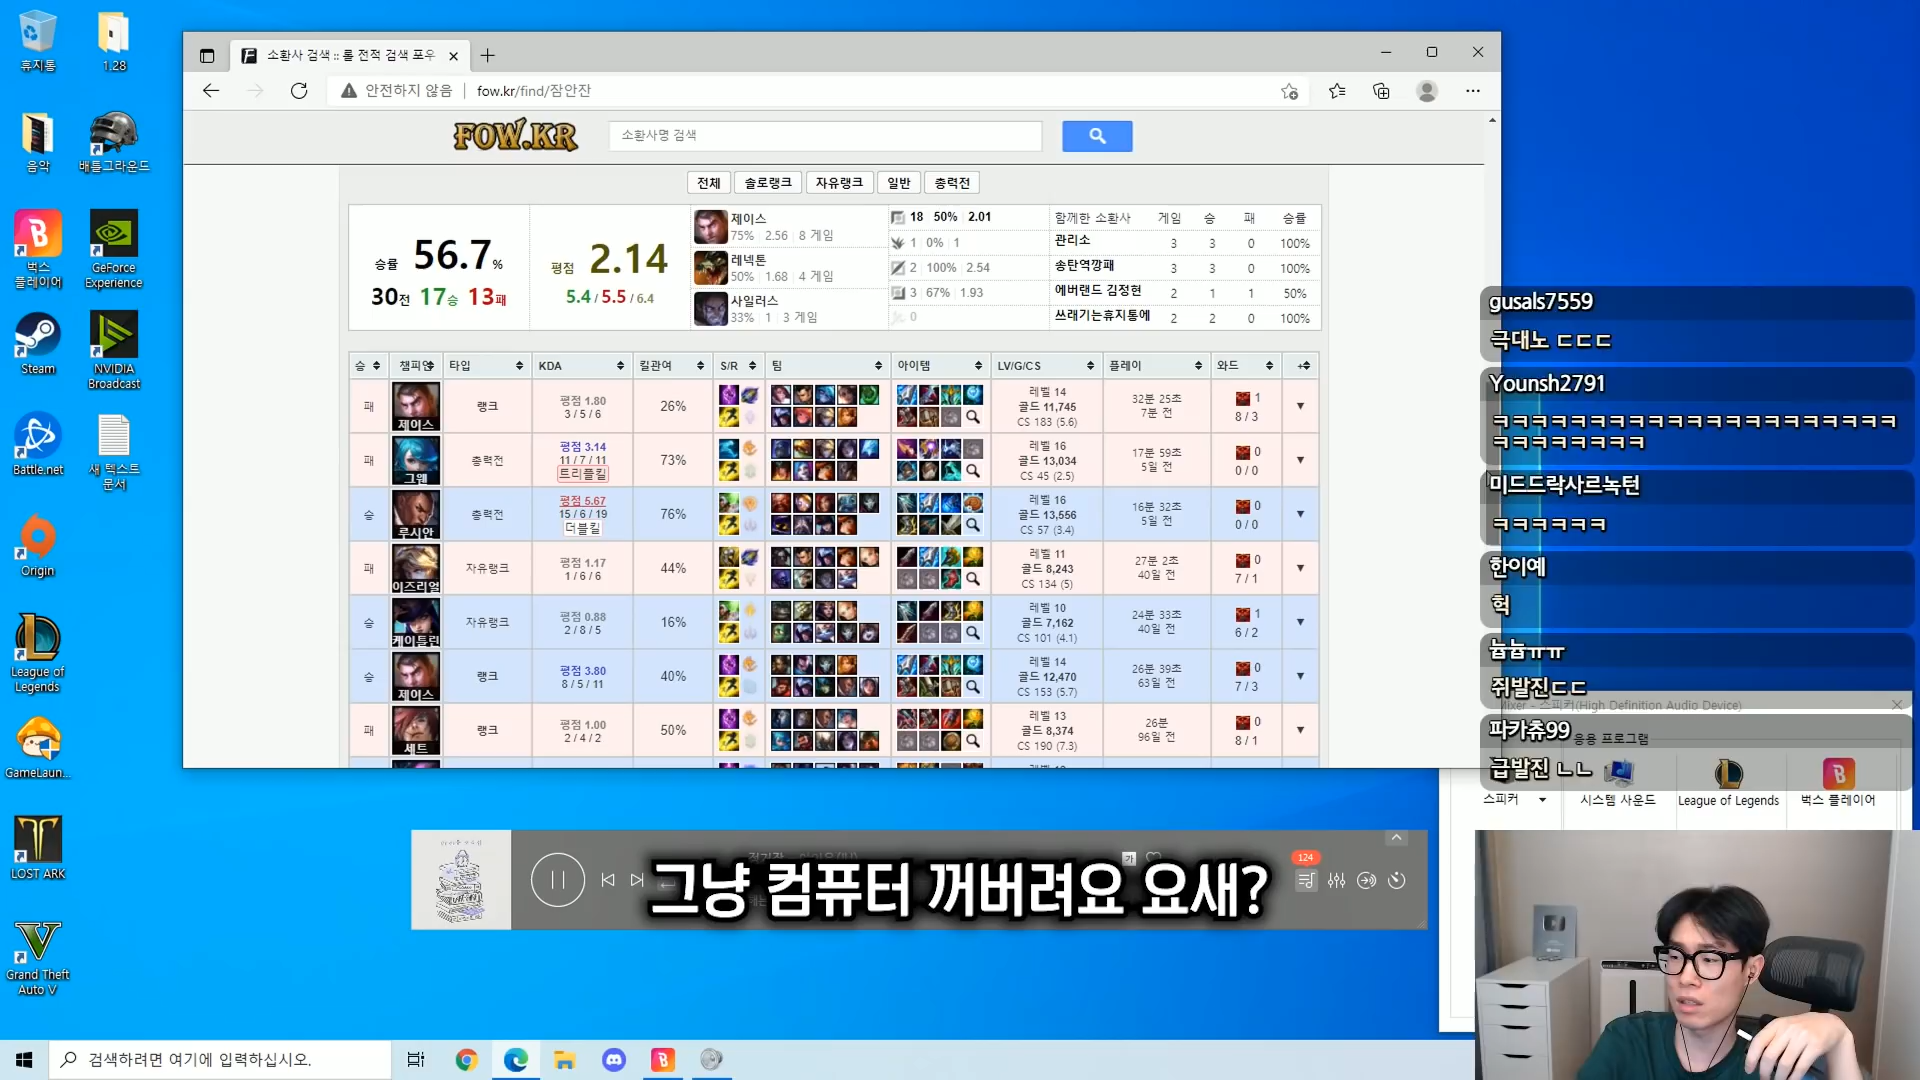 휴지통
1.28
음악
배틀그라운드
벅스
플레이어
GeForce
Experience
Steam
NVIDIA
Broadcast
Battle.net
새 텍스트
문서
Origin
League of
Legends
GameLaun...
LOST ARK
Grand Theft
Auto V
소환사 검색 :: 롤 전적 검색 포우
안전하지 않음
fow.kr/find/잠안잔
FOW.KR
소환사명 검색
전체 솔로랭크 자유랭크 일반 총력전
승률 56.7%
30전 17승 13패
평점 2.14
5.4 / 5.5 / 6.4
제이스
75% 2.56 8 게임
레넥톤
50% 1.68 4 게임
사일러스
33% 1 3 게임
18 50% 2.01
1 0% 1
2 100% 2.54
3 67% 1.93
0
함께한 소환사 게임 승 패 승률
관리소 3 3 0 100%
송탄역깡패 3 3 0 100%
에버랜드 김정현 2 1 1 50%
쓰래기는휴지통에 2 2 0 100%
승 챔피언 타입 KDA 킬관여 S/R 팀 아이템 LV/G/CS 플레이 와드 +
패 제이스 랭크 평점 1.80 3 / 5 / 6 26% 레벨 14 골드 11,745 CS 183 (5.6) 32분 25초 7분 전 1 8 / 3
패 그웬 총력전 평점 3.14 11 / 7 / 11 트리플킬 73% 레벨 16 골드 13,034 CS 45 (2.5) 17분 59초 5일 전 0 0 / 0
승 루시안 총력전 평점 5.67 15 / 6 / 19 더블킬 76% 레벨 16 골드 13,556 CS 57 (3.4) 16분 32초 5일 전 0 0 / 0
패 이즈리얼 자유랭크 평점 1.17 1 / 6 / 6 44% 레벨 11 골드 8,243 CS 134 (5) 27분 2초 40일 전 0 7 / 1
승 케이틀린 자유랭크 평점 0.88 2 / 8 / 5 16% 레벨 10 골드 7,162 CS 101 (4.1) 24분 33초 40일 전 1 6 / 2
승 제이스 랭크 평점 3.80 8 / 5 / 11 40% 레벨 14 골드 12,470 CS 153 (5.7) 26분 39초 63일 전 0 7 / 3
패 세트 랭크 평점 1.00 2 / 4 / 2 50% 레벨 13 골드 8,374 CS 190 (7.3) 26분 96일 전 0 8 / 1
gusals7559
극대노 ㄷㄷㄷ
Younsh2791
ㅋㅋㅋㅋㅋㅋㅋㅋㅋㅋㅋㅋㅋㅋㅋㅋㅋㅋㅋㅋㅋ
ㅋㅋㅋㅋㅋㅋㅋㅋ
미드드락사르녹턴
ㅋㅋㅋㅋㅋㅋ
한이예
헉
늅늅ㅠㅠ
쥐발진ㄷㄷ
Mixer - 스피커(High Definition Audio Device)
파카츄99
응용 프로그램
급발진 ㄴㄴ
스피커
시스템 사운드
League of Legends
벅스 플레이어
124
가
그냥 컴퓨터 꺼버려요 요새?
검색하려면 여기에 입력하십시오.